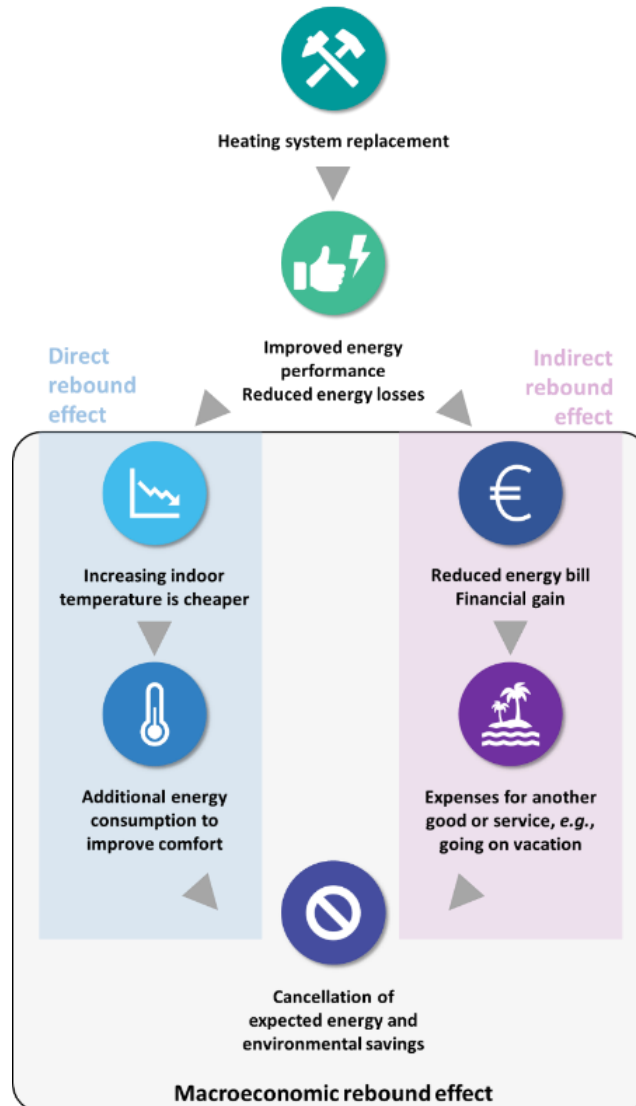 Heating system replacement
Improved energy
performance
Reduced energy losses
Direct
rebound
effect
Indirect
rebound
effect
Increasing indoor
temperature is cheaper
Reduced energy bill
Financial gain
Additional energy
consumption to
improve comfort
Expenses for another
good or service, e.g.,
going on vacation
Cancellation of
expected energy and
environmental savings
Macroeconomic rebound effect